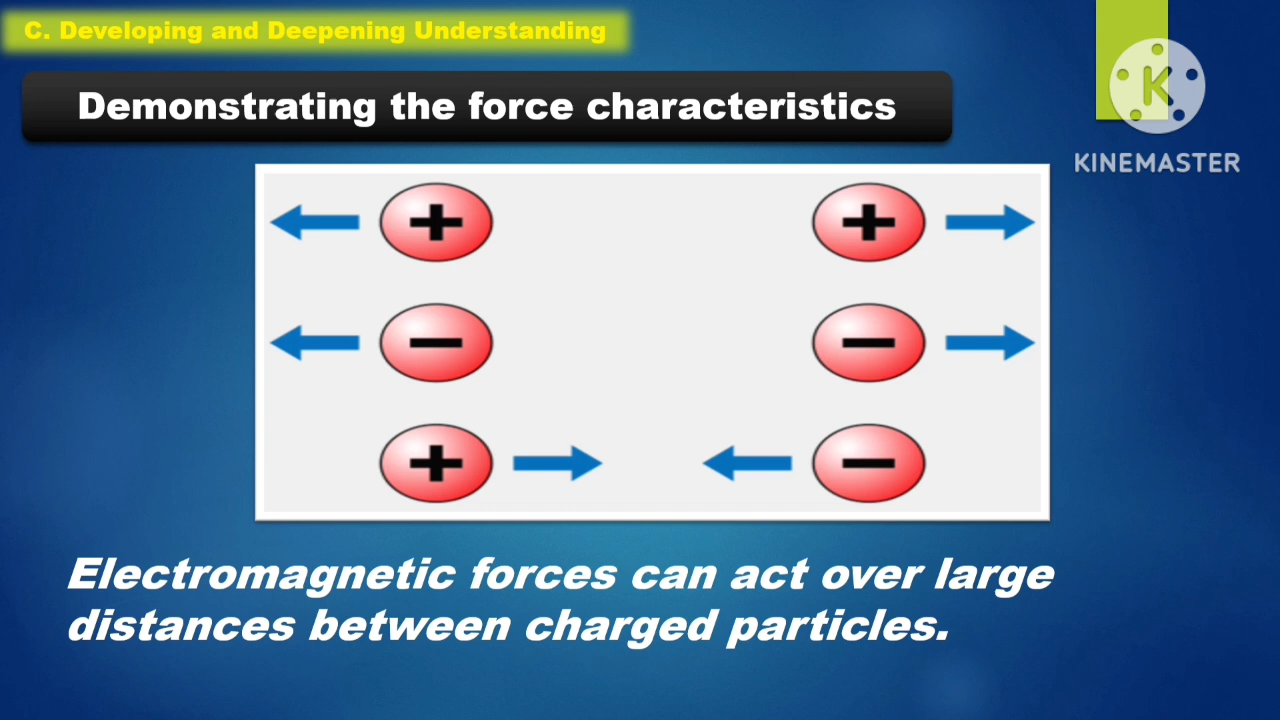 C. Developing and Deepening Understanding
Demonstrating the force characteristics
K
KINEMASTER
+ +
− −
+ −
Electromagnetic forces can act over large
distances between charged particles.